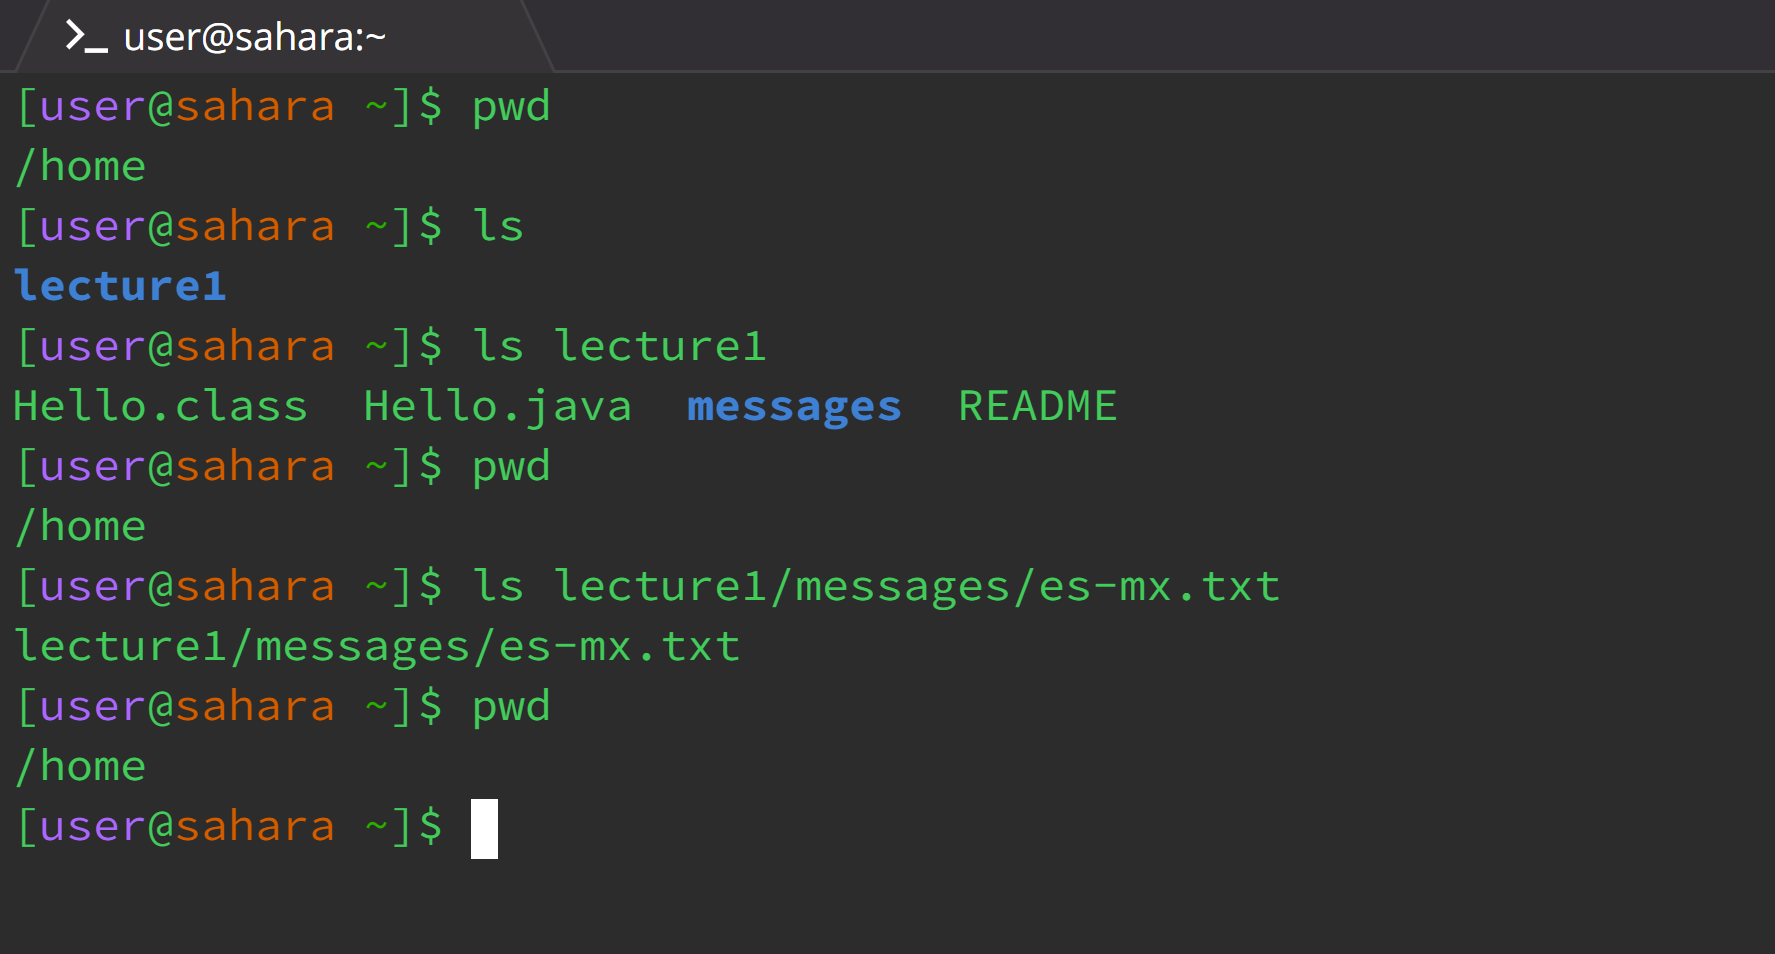 >_ user@sahara:~
[user@sahara ~]$ pwd
/home
[user@sahara ~]$ ls
lecture1
[user@sahara ~]$ ls lecture1
Hello.class  Hello.java  messages  README
[user@sahara ~]$ pwd
/home
[user@sahara ~]$ ls lecture1/messages/es-mx.txt
lecture1/messages/es-mx.txt
[user@sahara ~]$ pwd
/home
[user@sahara ~]$